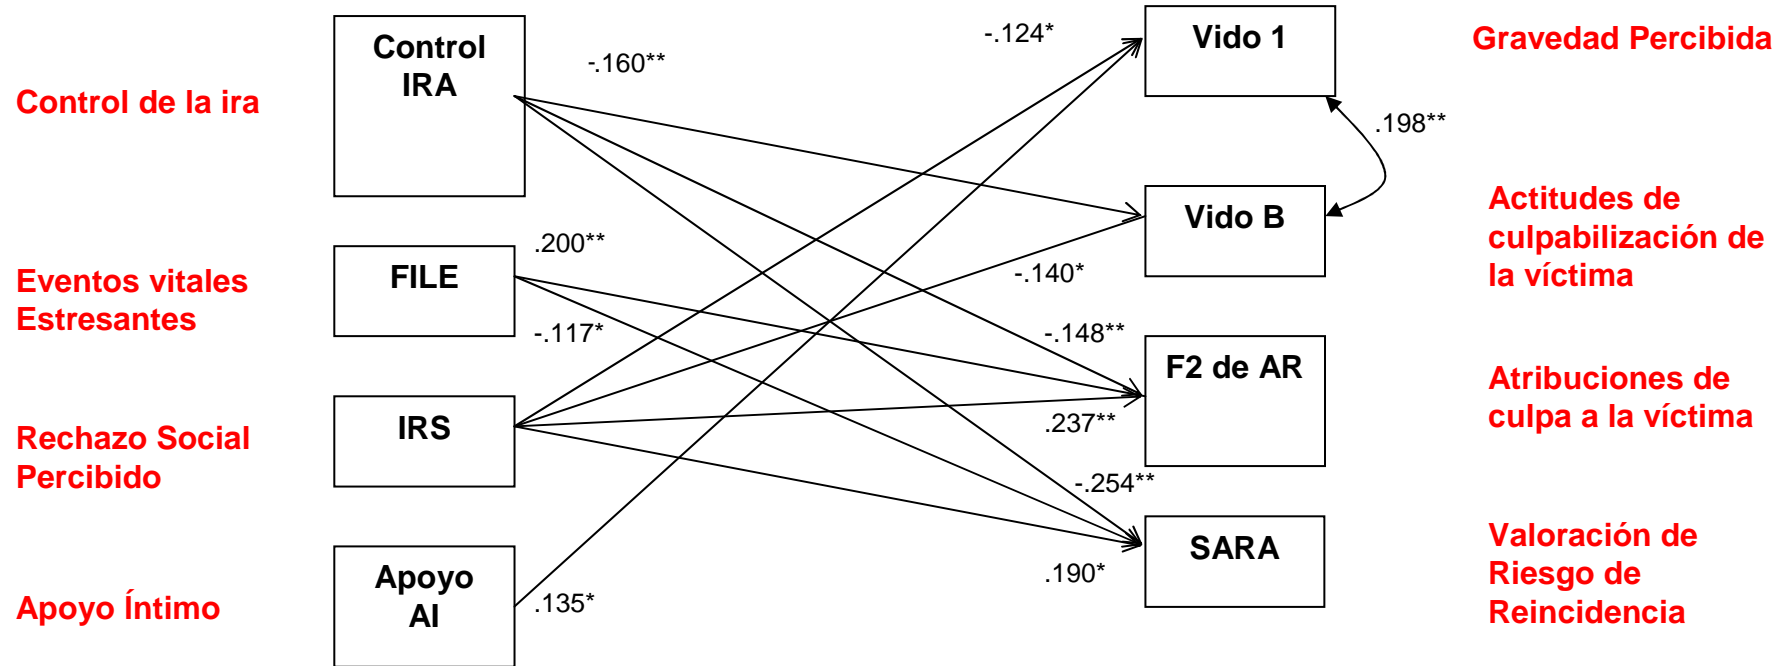 Control de la ira
Eventos vitales
Estresantes
Rechazo Social
Percibido
Apoyo Íntimo
Control
IRA
FILE
IRS
Apoyo
AI
-.160**
.200**
-.117*
.135*
-.124*
-.140*
-.148**
.237**
-.254**
.190*
Vido 1
Vido B
F2 de AR
SARA
.198**
Gravedad Percibida
Actitudes de
culpabilización de
la víctima
Atribuciones de
culpa a la víctima
Valoración de
Riesgo de
Reincidencia